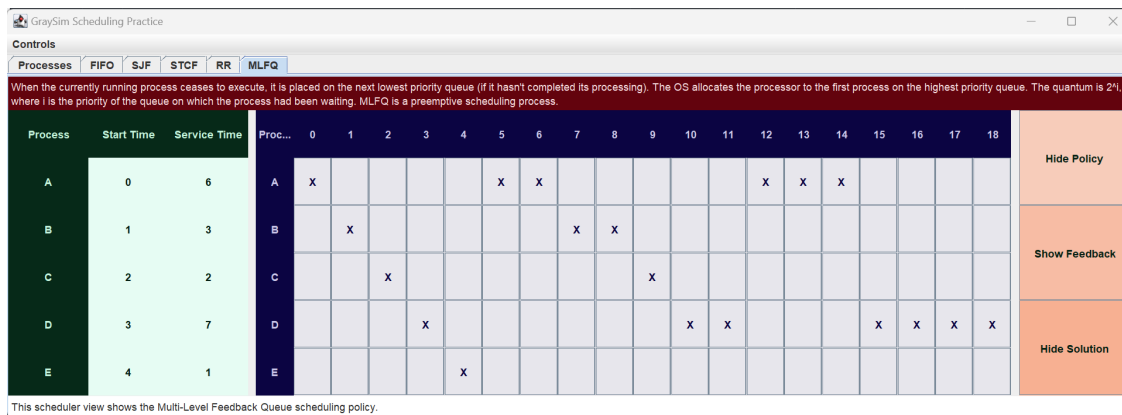 GraySim Scheduling Practice
Controls
Processes FIFO SJF STCF RR MLFQ
When the currently running process ceases to execute, it is placed on the next lowest priority queue (if it hasn't completed its processing). The OS allocates the processor to the first process on the highest priority queue. The quantum is 2^i,
where i is the priority of the queue on which the process had been waiting. MLFQ is a preemptive scheduling process.
Process Start Time Service Time Proc... 0 1 2 3 4 5 6 7 8 9 10 11 12 13 14 15 16 17 18
A 0 6 A X X X X X X
B 1 3 B X X X
C 2 2 C X X
D 3 7 D X X X X X X X
E 4 1 E X
Hide Policy
Show Feedback
Hide Solution
This scheduler view shows the Multi-Level Feedback Queue scheduling policy.